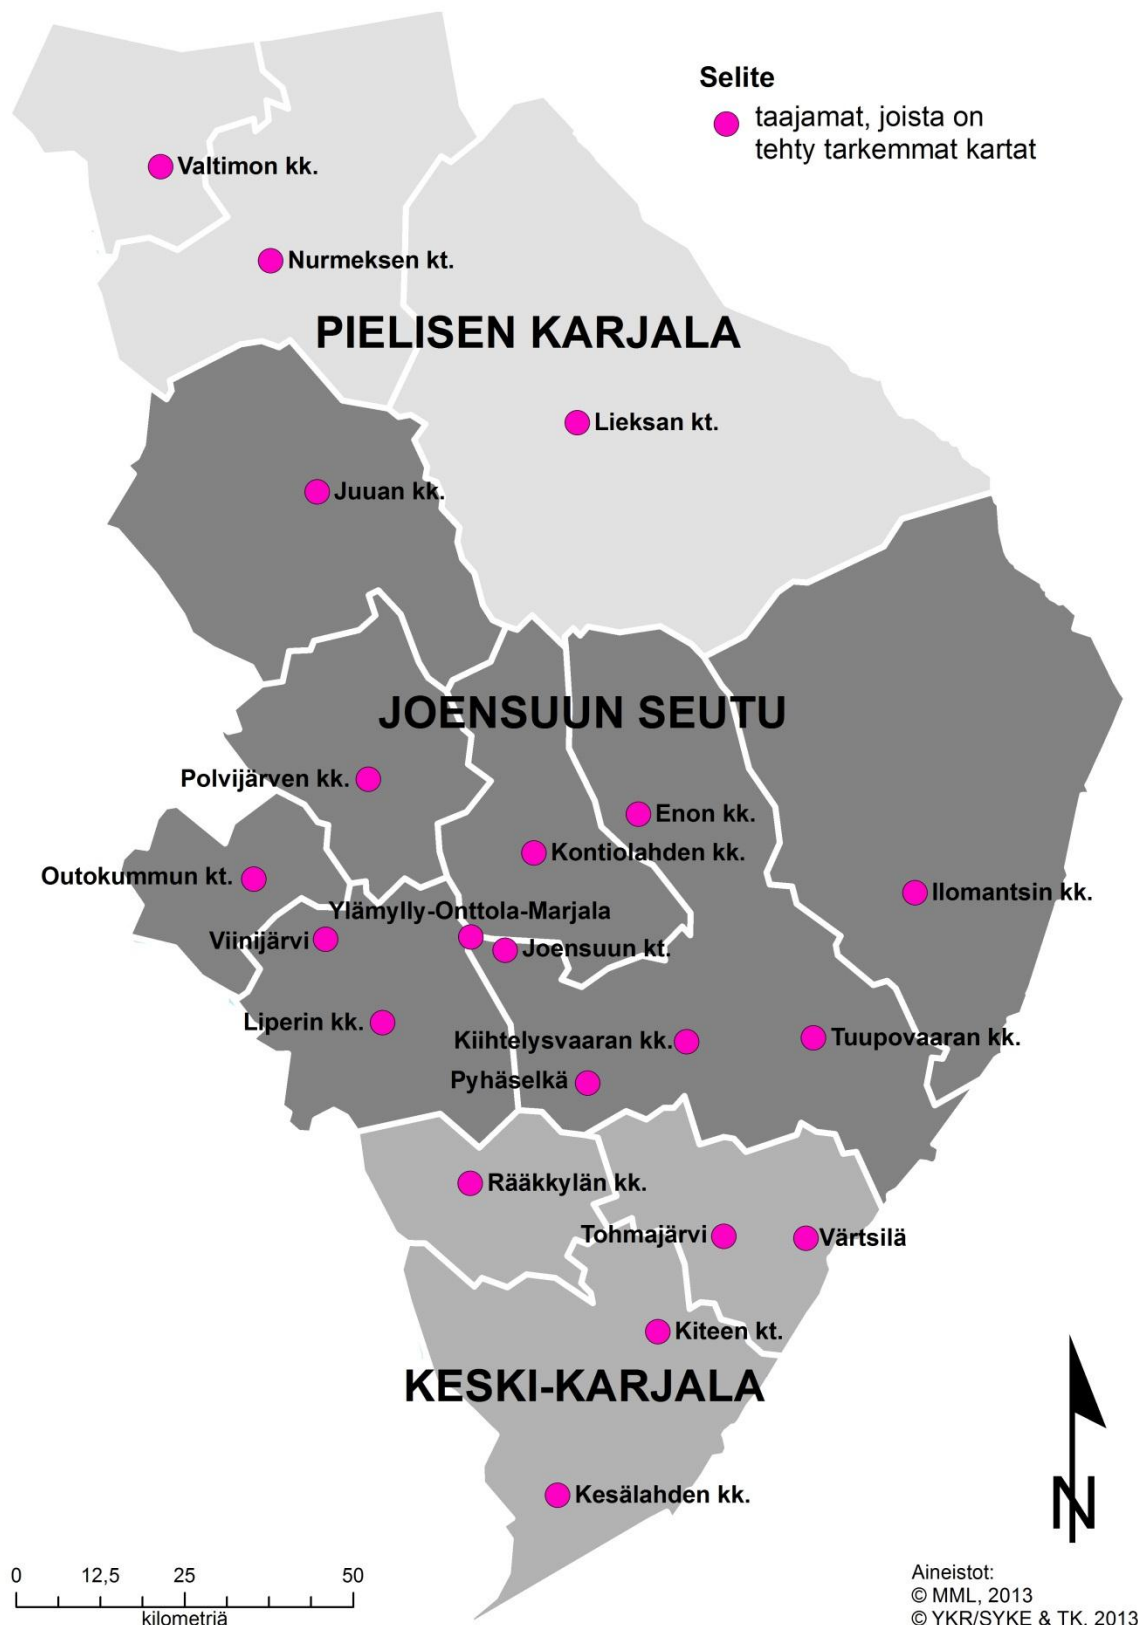 Selite
taajamat, joista on
tehty tarkemmat kartat
Valtimon kk.
Nurmeksen kt.
PIELISEN KARJALA
Lieksan kt.
Juuan kk.
JOENSUUN SEUTU
Polvijärven kk.
Enon kk.
Kontiolahden kk.
Outokummun kt.
Ilomantsin kk.
Ylämylly-Onttola-Marjala
Viinijärvi
Joensuun kt.
Liperin kk.
Kiihtelysvaaran kk.
Tuupovaaran kk.
Pyhäselkä
Rääkkylän kk.
Tohmajärvi
Värtsilä
Kiteen kt.
KESKI-KARJALA
Kesälahden kk.
N
0 12,5 25 50
kilometriä
Aineistot:
© MML, 2013
© YKR/SYKE & TK, 2013